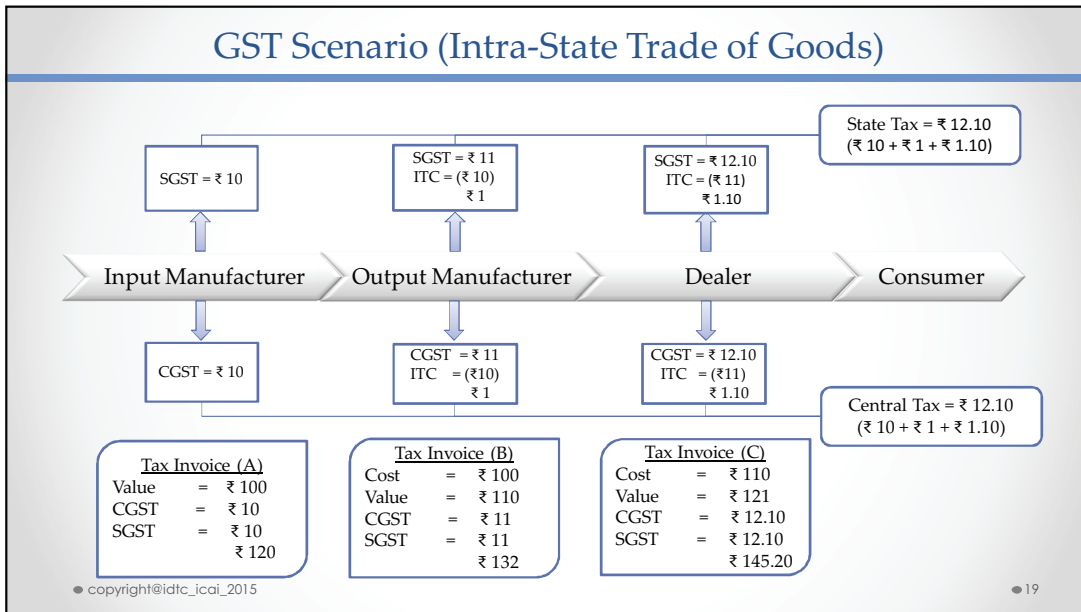 GST Scenario (Intra-State Trade of Goods)
State Tax = ₹ 12.10
(₹ 10 + ₹ 1 + ₹ 1.10)
SGST = ₹ 10
SGST = ₹ 11
ITC = (₹ 10)
₹ 1
SGST = ₹ 12.10
ITC = (₹ 11)
₹ 1.10
Input Manufacturer
Output Manufacturer
Dealer
Consumer
CGST = ₹ 10
CGST = ₹ 11
ITC = (₹10)
₹ 1
CGST = ₹ 12.10
ITC = (₹11)
₹ 1.10
Central Tax = ₹ 12.10
(₹ 10 + ₹ 1 + ₹ 1.10)
Tax Invoice (A)
Value = ₹ 100
CGST = ₹ 10
SGST = ₹ 10
₹ 120
Tax Invoice (B)
Cost = ₹ 100
Value = ₹ 110
CGST = ₹ 11
SGST = ₹ 11
₹ 132
Tax Invoice (C)
Cost = ₹ 110
Value = ₹ 121
CGST = ₹ 12.10
SGST = ₹ 12.10
₹ 145.20
copyright@idtc_icai_2015
19